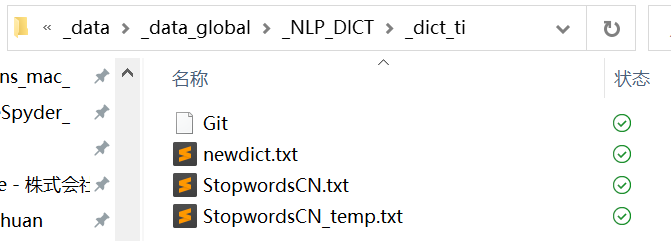 « _data > _data_global > _NLP_DICT > _dict_ti
ns_mac_
eSpyder_
e - 株式会社
huan
名称 状态
Git
newdict.txt
StopwordsCN.txt
StopwordsCN_temp.txt